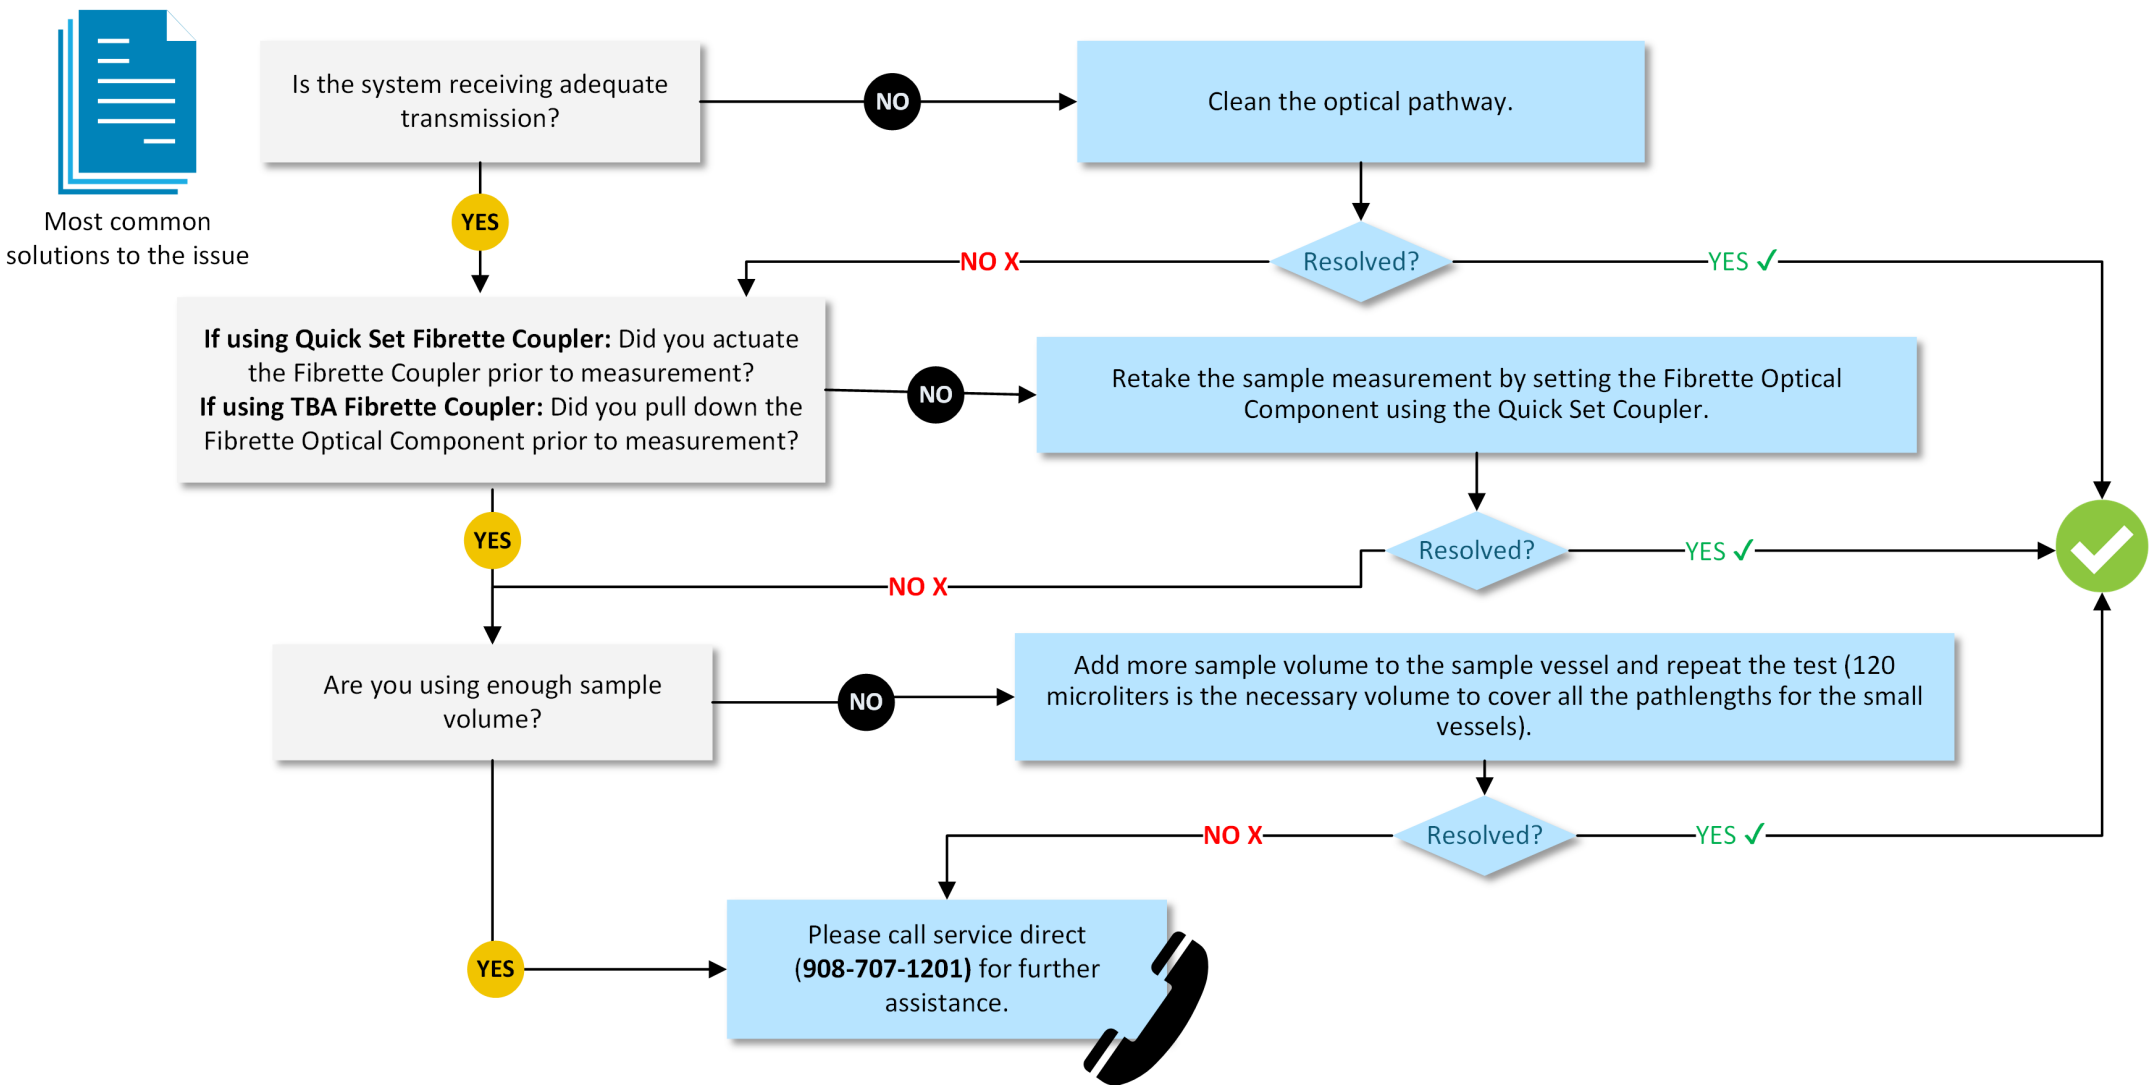 Most common
solutions to the issue
Is the system receiving adequate
transmission?
NO
Clean the optical pathway.
YES
Resolved?
NO X
YES ✓
If using Quick Set Fibrette Coupler: Did you actuate
the Fibrette Coupler prior to measurement?
If using TBA Fibrette Coupler: Did you pull down the
Fibrette Optical Component prior to measurement?
NO
Retake the sample measurement by setting the Fibrette Optical
Component using the Quick Set Coupler.
YES
Resolved?
NO X
YES ✓
Are you using enough sample
volume?
NO
Add more sample volume to the sample vessel and repeat the test (120
microliters is the necessary volume to cover all the pathlengths for the small
vessels).
Resolved?
NO X
YES ✓
YES
Please call service direct
(908-707-1201) for further
assistance.